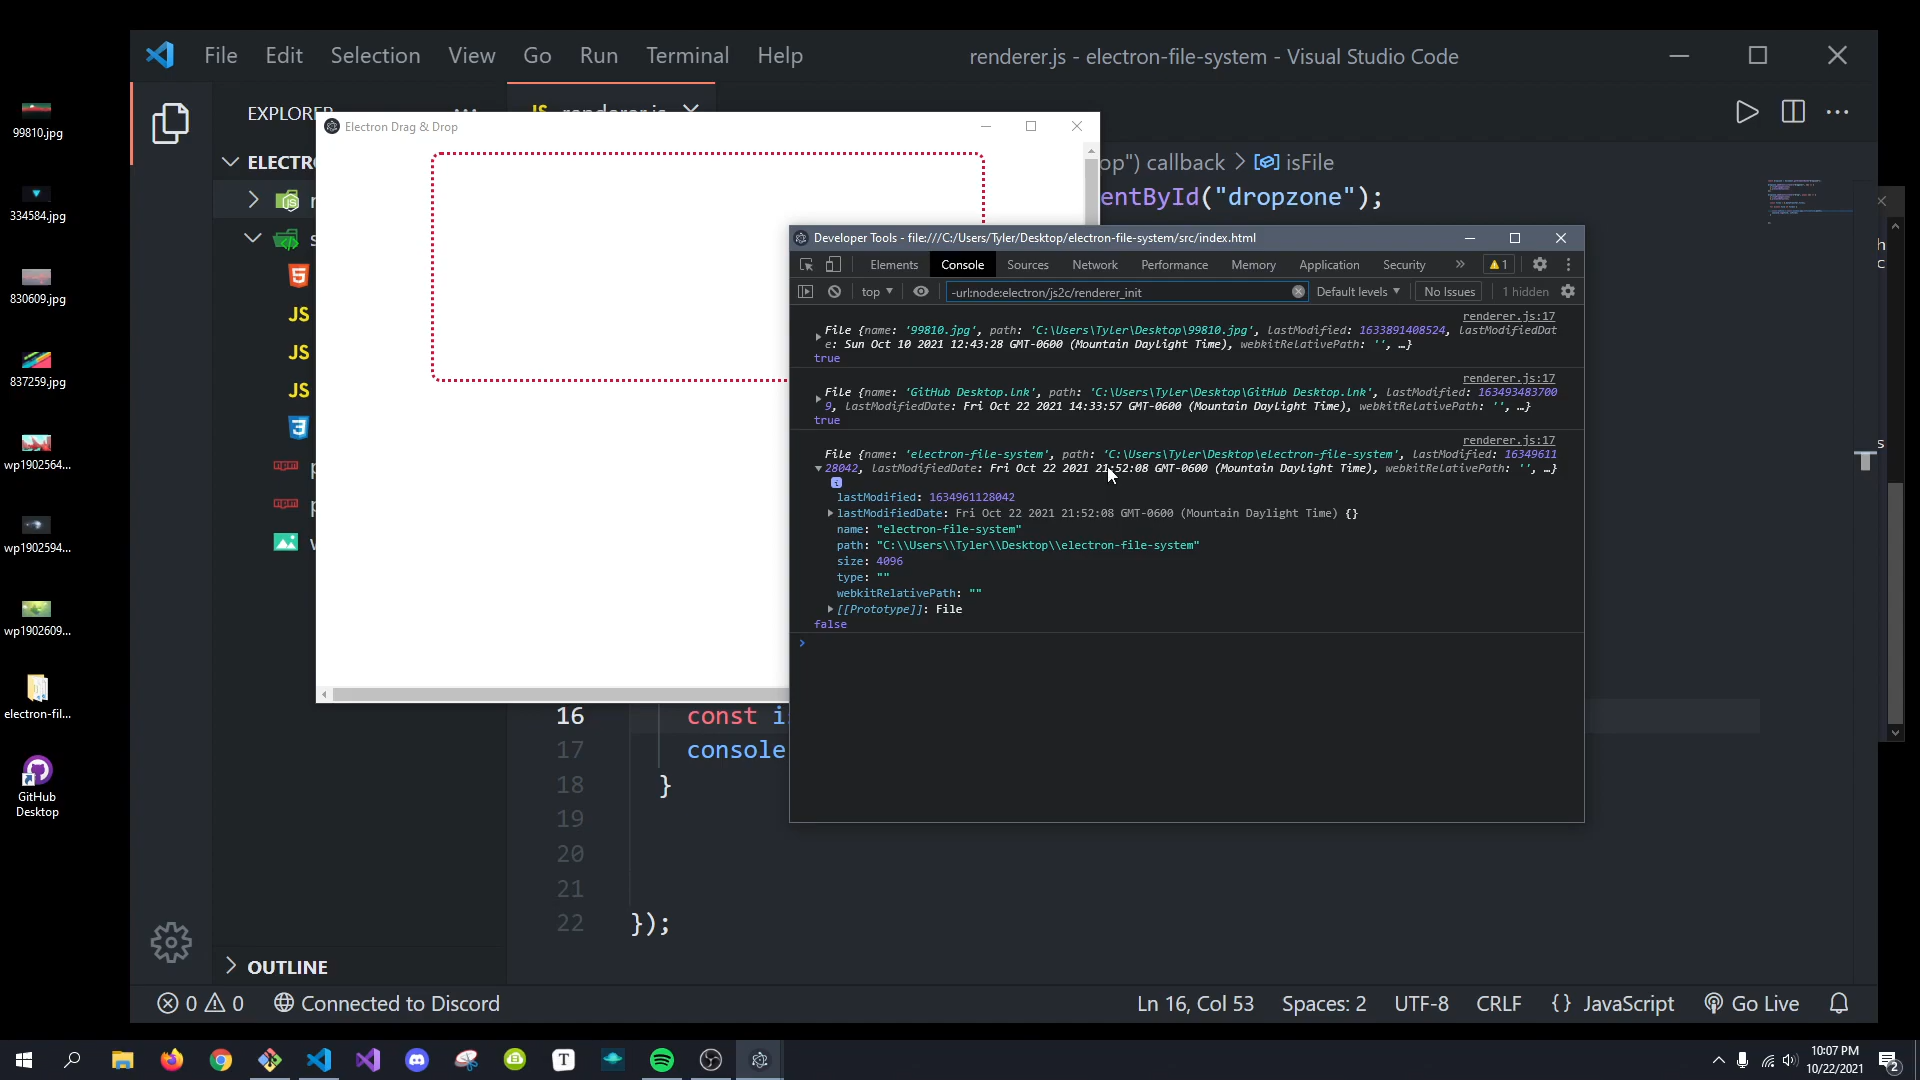 99810.jpg
334584.jpg
830609.jpg
837259.jpg
wp1902564...
wp1902594...
wp1902609...
electron-fil...
GitHub
Desktop
File Edit Selection View Go Run Terminal Help
renderer.js - electron-file-system - Visual Studio Code
EXPLORER
JS renderer.js
ELECTR
op") callback > isFile
entById("dropzone");
JS
JS
JS
Electron Drag & Drop
Developer Tools - file:///C:/Users/Tyler/Desktop/electron-file-system/src/index.html
Elements Console Sources Network Performance Memory Application Security » 1
top -url:node:electron/js2c/renderer_init Default levels No Issues 1 hidden
renderer.js:17
File {name: '99810.jpg', path: 'C:\Users\Tyler\Desktop\99810.jpg', lastModified: 1633891408524, lastModifiedDat
e: Sun Oct 10 2021 12:43:28 GMT-0600 (Mountain Daylight Time), webkitRelativePath: '', …}
true
renderer.js:17
File {name: 'GitHub Desktop.lnk', path: 'C:\Users\Tyler\Desktop\GitHub Desktop.lnk', lastModified: 163493483700
9, lastModifiedDate: Fri Oct 22 2021 14:33:57 GMT-0600 (Mountain Daylight Time), webkitRelativePath: '', …}
true
renderer.js:17
File {name: 'electron-file-system', path: 'C:\Users\Tyler\Desktop\electron-file-system', lastModified: 16349611
28042, lastModifiedDate: Fri Oct 22 2021 21:52:08 GMT-0600 (Mountain Daylight Time), webkitRelativePath: '', …}
lastModified: 1634961128042
lastModifiedDate: Fri Oct 22 2021 21:52:08 GMT-0600 (Mountain Daylight Time) {}
name: "electron-file-system"
path: "C:\\Users\\Tyler\\Desktop\\electron-file-system"
size: 4096
type: ""
webkitRelativePath: ""
[[Prototype]]: File
false
16 const i
17 console
18 }
19
20
21
22 });
OUTLINE
0 0 Connected to Discord
Ln 16, Col 53 Spaces: 2 UTF-8 CRLF {} JavaScript Go Live
10:07 PM
10/22/2021
2